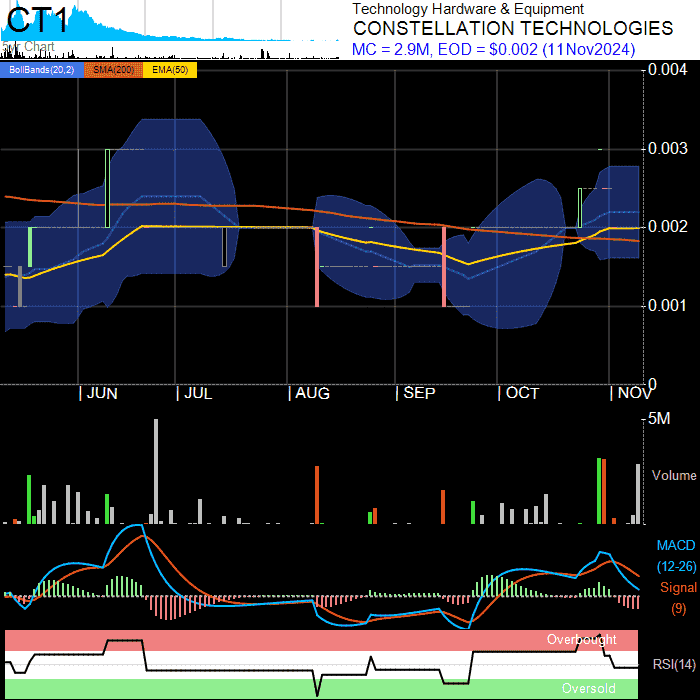 CT1
5yr Chart
Technology Hardware & Equipment
CONSTELLATION TECHNOLOGIES
MC = 2.9M, EOD = $0.002 (11Nov2024)
BollBands(20,2) SMA(200) EMA(50)
0.004
0.003
0.002
0.001
0
JUN JUL AUG SEP OCT NOV
5M
Volume
MACD
(12-26)
Signal
(9)
Overbought
RSI(14)
Oversold